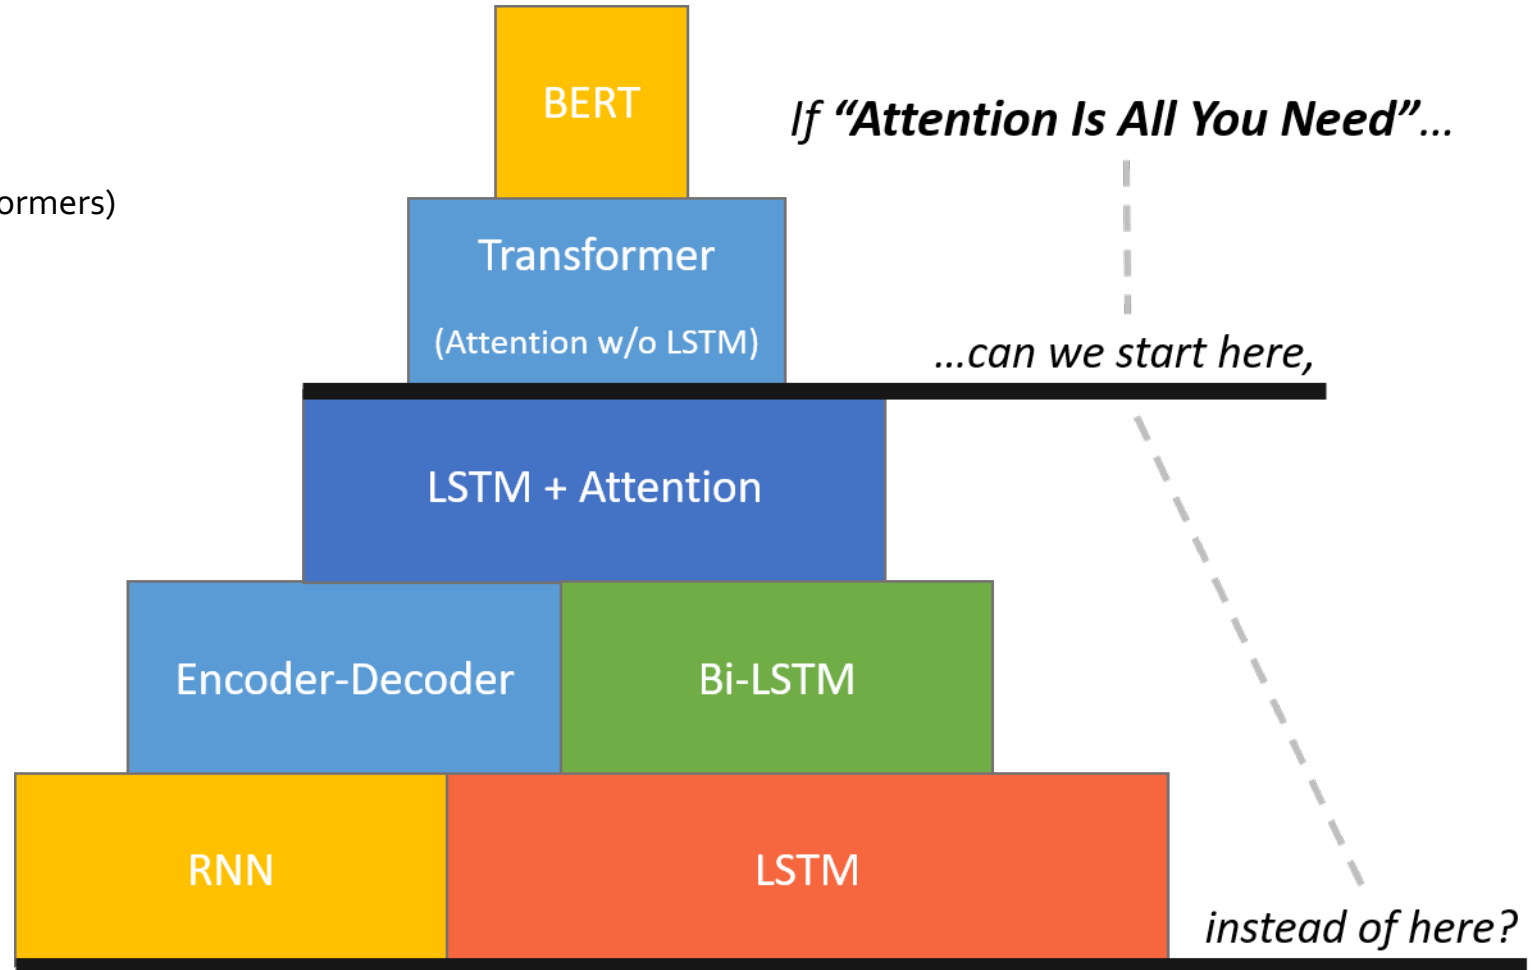 BERT
If “Attention Is All You Need”...
ormers)
Transformer
(Attention w/o LSTM)
...can we start here,
LSTM + Attention
Encoder-Decoder
Bi-LSTM
RNN
LSTM
instead of here?